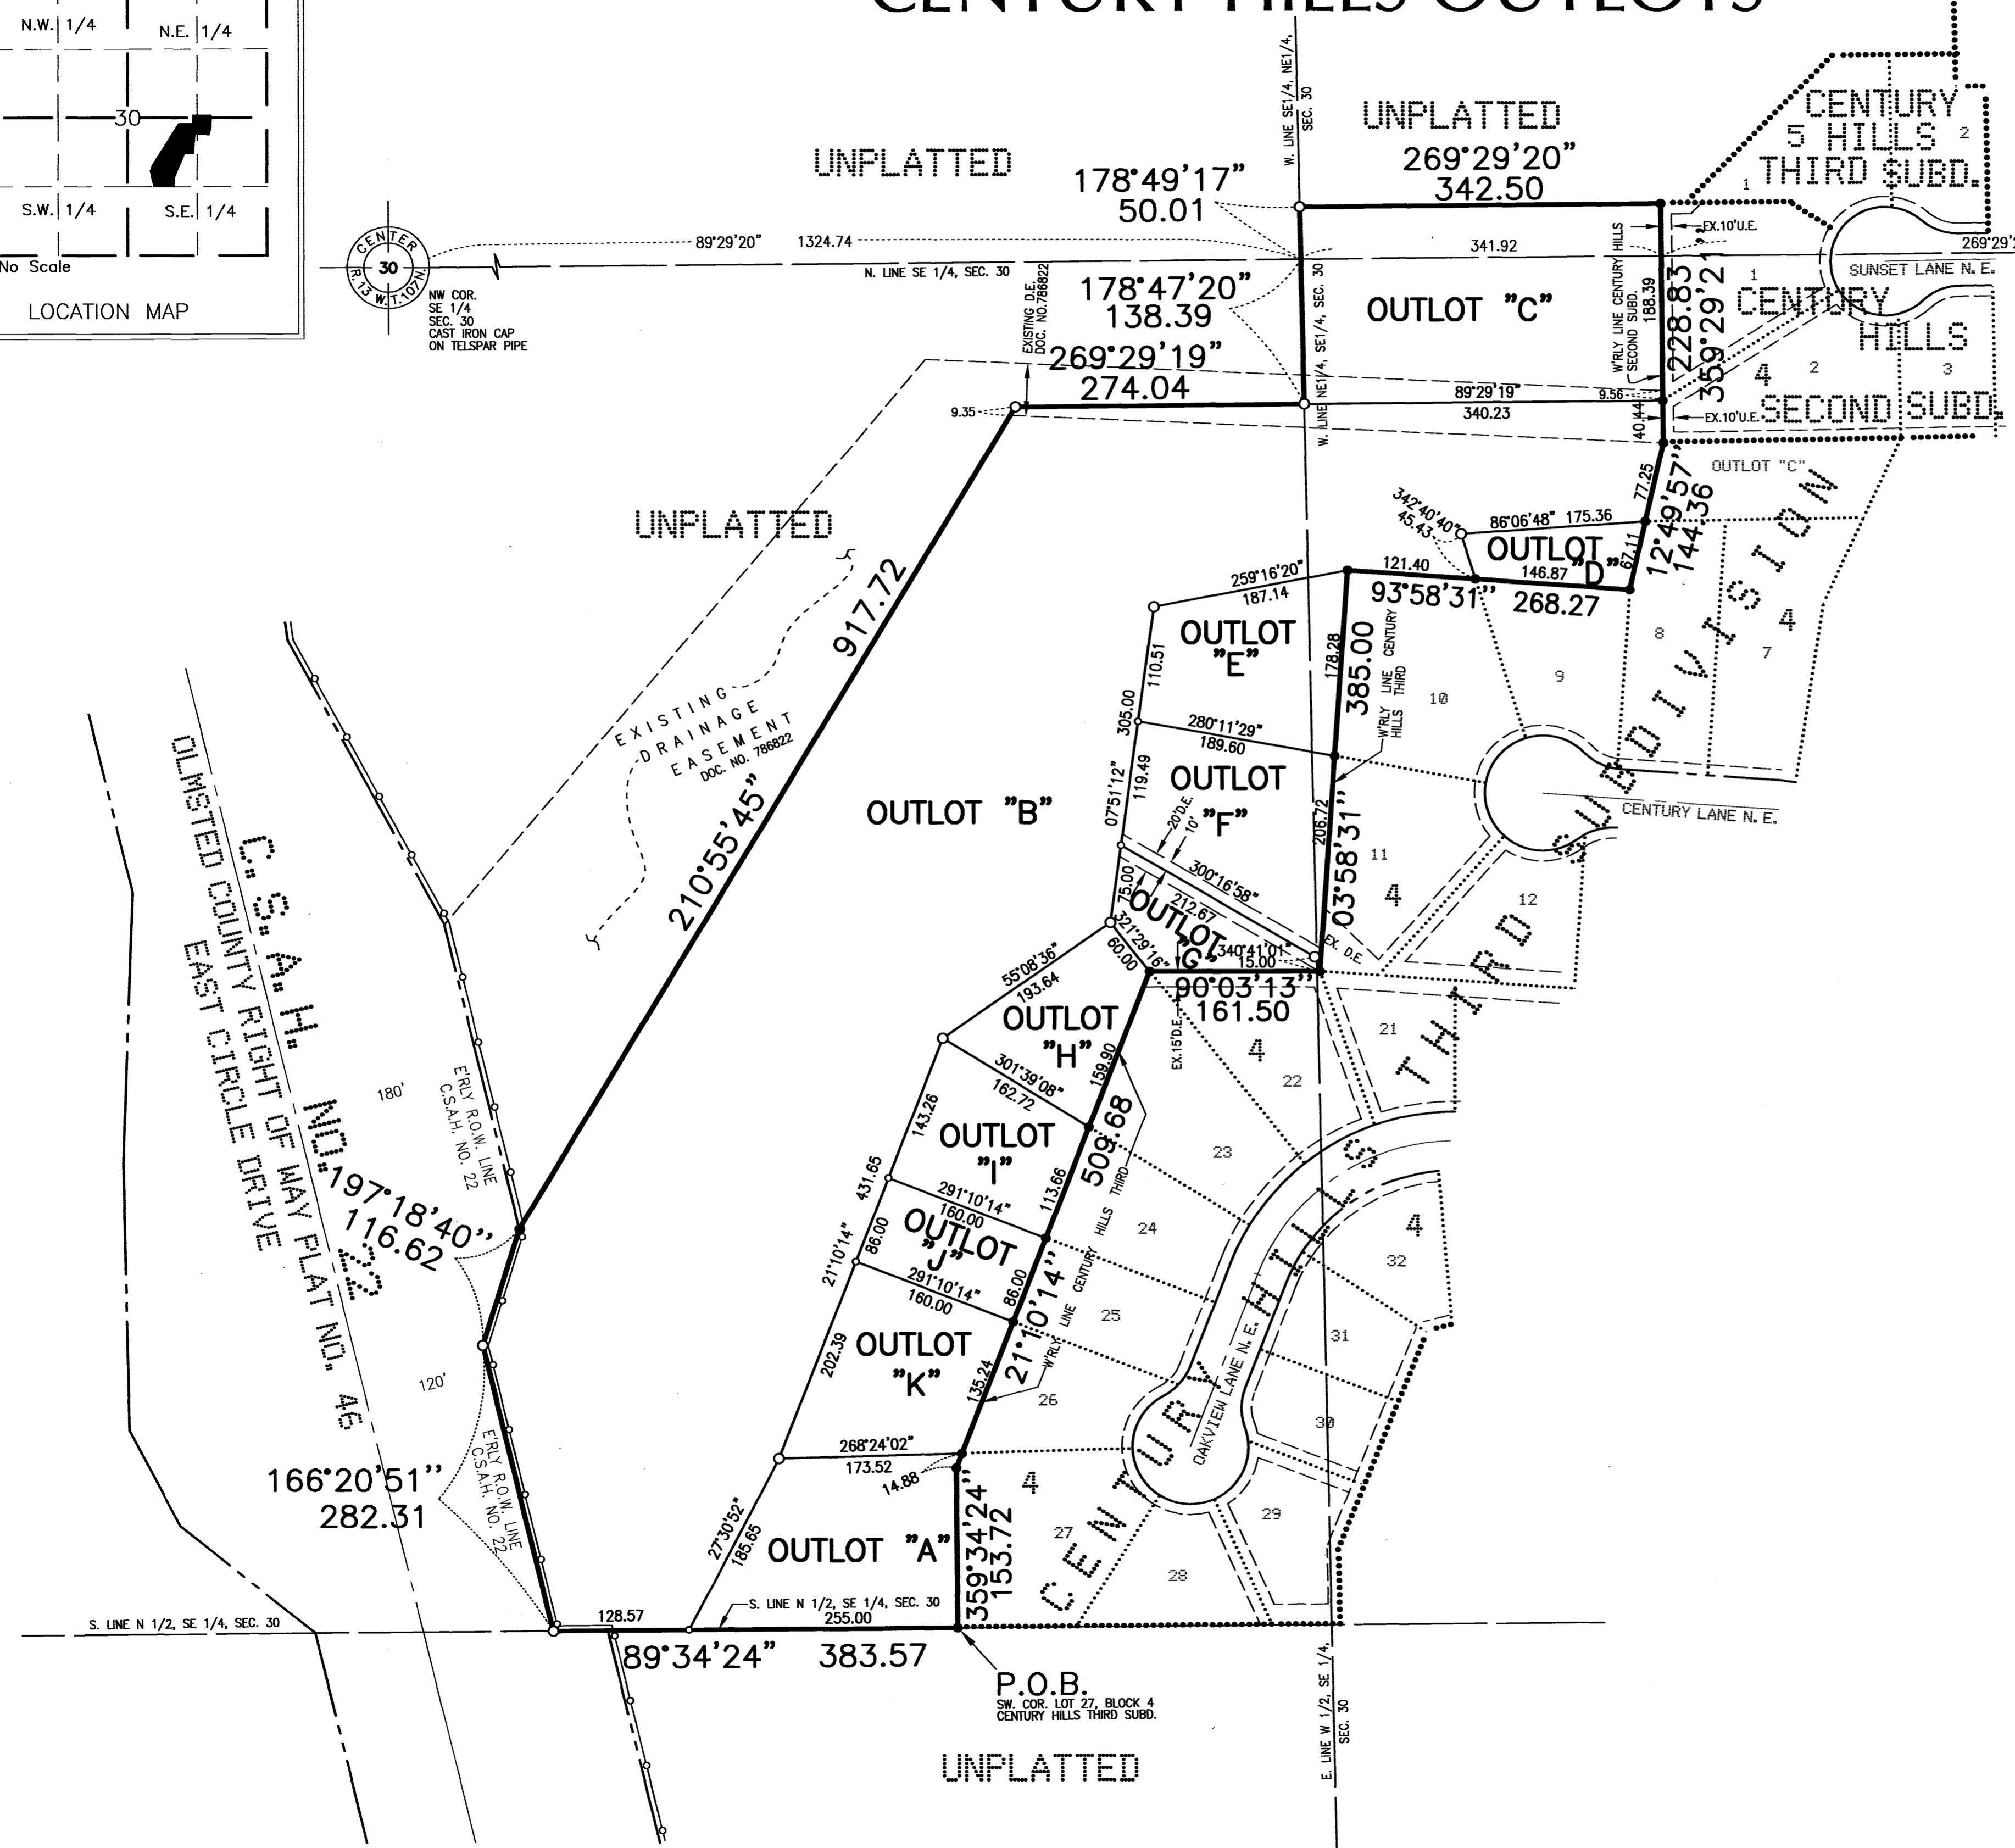 CENTURY HILLS OUTLOTS
N.W. 1/4
N.E. 1/4
30
S.W. 1/4
S.E. 1/4
No Scale
LOCATION MAP
CENTER
30
R.13 W.T.107N.
NW COR.
SE 1/4
SEC. 30
CAST IRON CAP
ON TELSPAR PIPE
89°29'20" 1324.74
N. LINE SE 1/4, SEC. 30
UNPLATTED
W. LINE SE1/4, NE1/4,
SEC. 30
UNPLATTED
178°49'17"
50.01
269°29'20"
342.50
341.92
178°47'20"
138.39
EXISTING D.E.
DOC. NO.786822
269°29'19"
274.04
9.35
W. LINE NE1/4, SE1/4, SEC. 30
OUTLOT "C"
W'RLY LINE CENTURY HILLS
SECOND SUBD.
188.39
228.83
359°29'21"
EX.10'U.E.
89°29'19"
340.23
9.56
40.44
EX.10'U.E.
CENTURY
5 HILLS 2
THIRD SUBD.
1
269°29'2
SUNSET LANE N. E.
1
CENTURY
HILLS
4
2
3
SECOND SUBD.
OUTLOT "C"
77.25
12°49'57"
144.36
67.11
342°40'40"
45.43
86°06'48" 175.36
OUTLOT
"D"
146.87
121.40
93°58'31" 268.27
UNPLATTED
917.72
210°55'45"
EXISTING
DRAINAGE
EASEMENT
DOC. NO. 786822
259°16'20"
187.14
OUTLOT
"E"
110.51
178.28
385.00
W'RLY LINE CENTURY
HILLS THIRD
305.00
280°11'29"
189.60
OUTLOT
"F"
07°51'12"
119.49
20'D.E.
10'
206.72
03°58'31"
OUTLOT "B"
300°16'58"
212.67
75.00
OUTLOT
"G"
321°29'16"
60.00
340°41'01"
15.00
EX. D.E.
90°03'13"
161.50
EX.15'D.E.
8
7
4
9
10
11
4
12
CENTURY LANE N. E.
CENTURY HILLS THIRD SUBDIVISION
21
4
22
23
24
25
26
4
27
28
29
30
31
32
4
OAKVIEW LANE N. E.
55°08'36"
193.64
OUTLOT
"H"
159.90
301°39'08"
162.72
509.68
143.26
OUTLOT
"I"
113.66
W'RLY LINE CENTURY HILLS THIRD
431.65
291°10'14"
160.00
OUTLOT
"J"
86.00
86.00
21°10'14"
21°10'14"
291°10'14"
160.00
OUTLOT
"K"
202.39
135.24
268°24'02"
173.52
14.88
27°30'52"
185.65
OUTLOT "A"
359°34'24"
153.72
C. S. A. H. NO. 22
OLMSTED COUNTY RIGHT OF WAY PLAT NO. 46
EAST CIRCLE DRIVE
180'
E'RLY R.O.W. LINE
C.S.A.H. NO. 22
197°18'40"
116.62
120'
166°20'51"
282.31
E'RLY R.O.W. LINE
C.S.A.H. NO. 22
S. LINE N 1/2, SE 1/4, SEC. 30
128.57
S. LINE N 1/2, SE 1/4, SEC. 30
255.00
89°34'24" 383.57
P.O.B.
SW. COR. LOT 27, BLOCK 4
CENTURY HILLS THIRD SUBD.
E. LINE W 1/2, SE 1/4,
SEC. 30
UNPLATTED